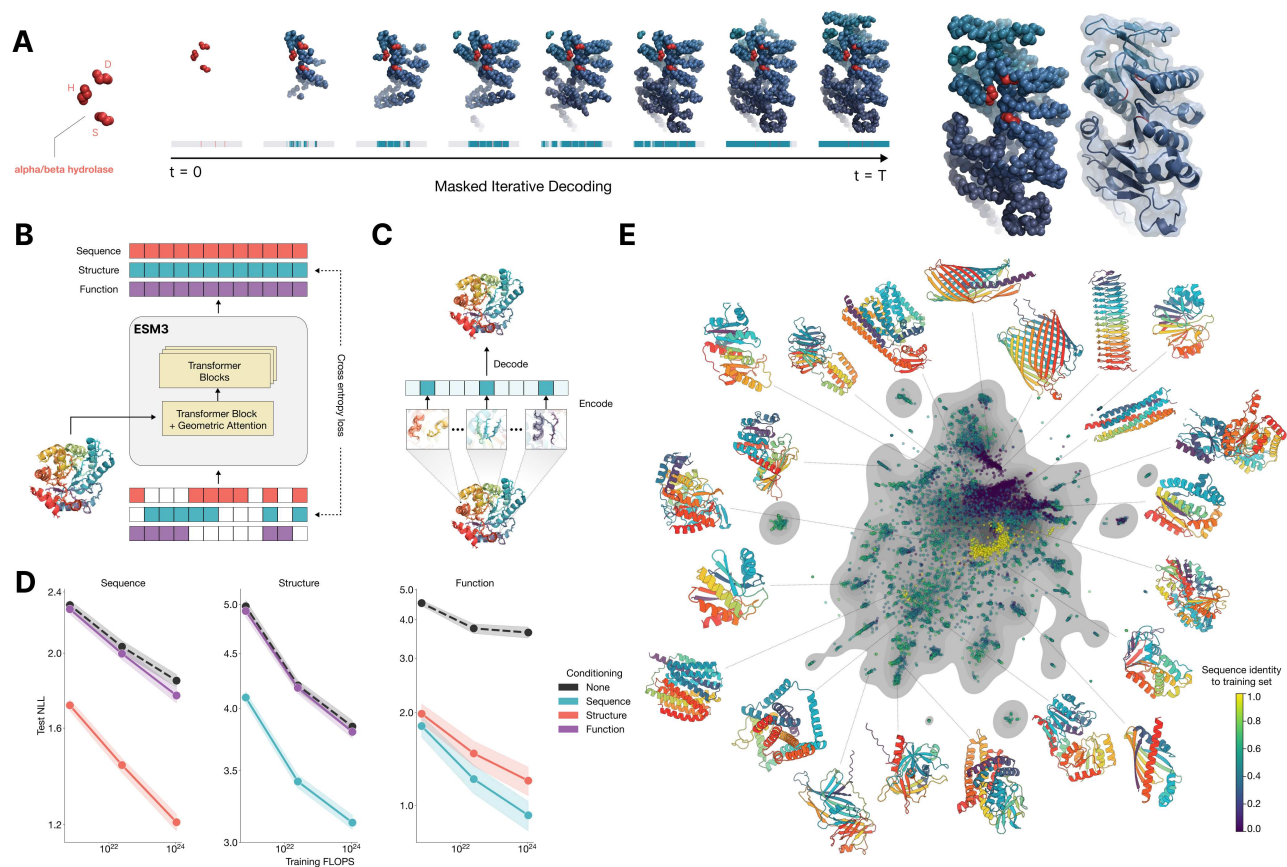 A
D
H
S
alpha/beta hydrolase
t = 0
t = T
Masked Iterative Decoding
B
Sequence
Structure
Function
ESM3
Transformer
Blocks
Transformer Block
+ Geometric Attention
Cross entropy loss
C
Decode
Encode
D
Sequence
Structure
Function
Test NLL
2.4
2.0
1.6
1.2
5.0
4.5
4.0
3.5
3.0
5.0
4.0
3.0
2.0
1.0
10²²
10²⁴
10²²
10²⁴
10²²
10²⁴
Training FLOPS
Conditioning
None
Sequence
Structure
Function
E
Sequence identity
to training set
1.0
0.8
0.6
0.4
0.2
0.0